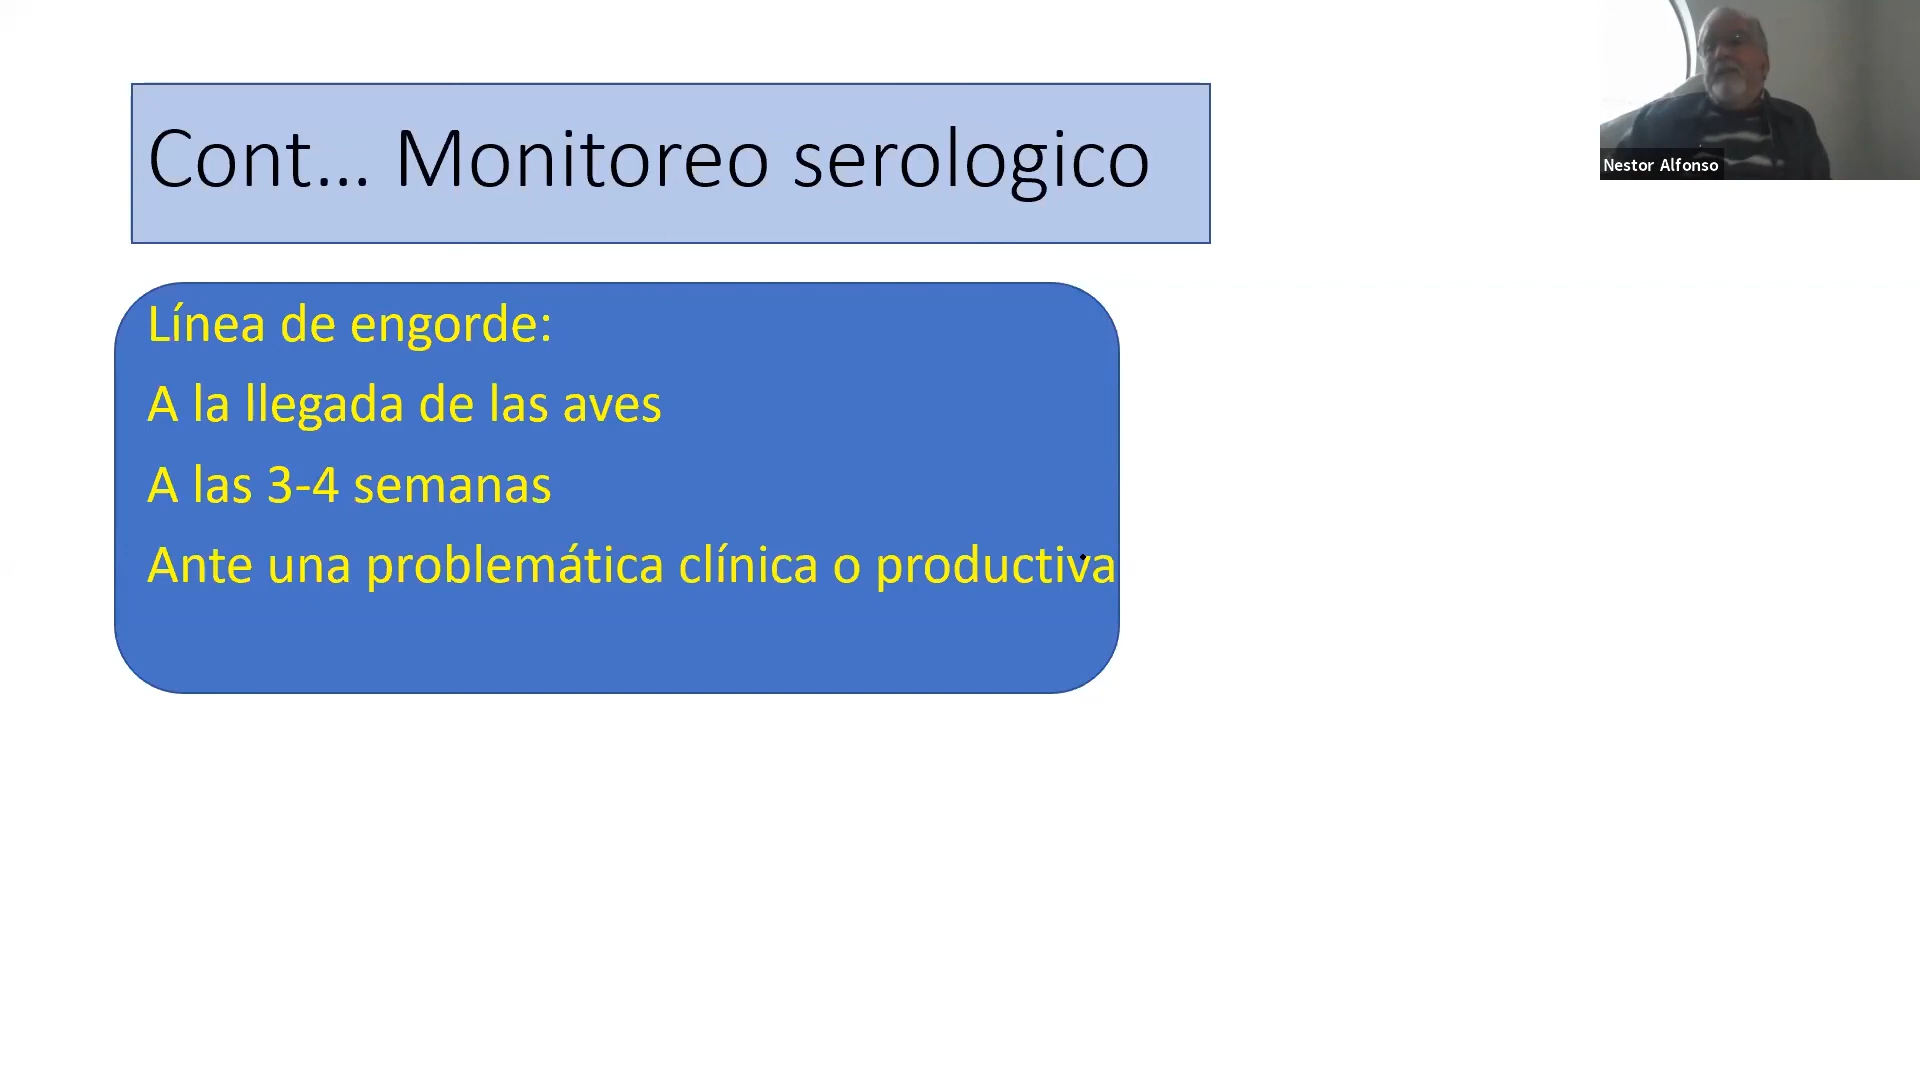 Cont... Monitoreo serologico
Nestor Alfonso
Línea de engorde:
A la llegada de las aves
A las 3-4 semanas
Ante una problemática clínica o productiva